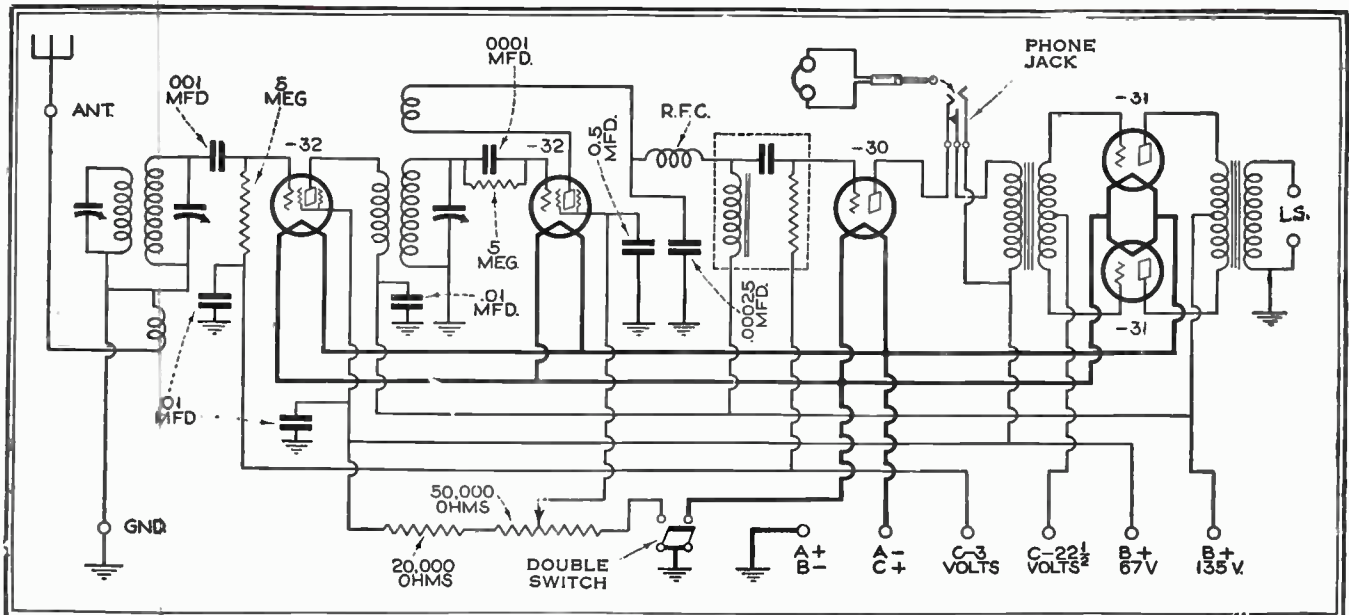 ANT.
.001
MFD
5
MEG
-32
.0001
MFD.
-32
5
MEG.
.01
MFD.
0.5
MFD.
.00025
MFD.
R.F.C.
-30
PHONE
JACK
-31
-31
L.S.
.01
MFD
GND.
20,000
OHMS
50,000
OHMS
DOUBLE
SWITCH
A+
B-
A-
C+
C-3
VOLTS
C-22½
VOLTS
B+
67V
B+
135V.